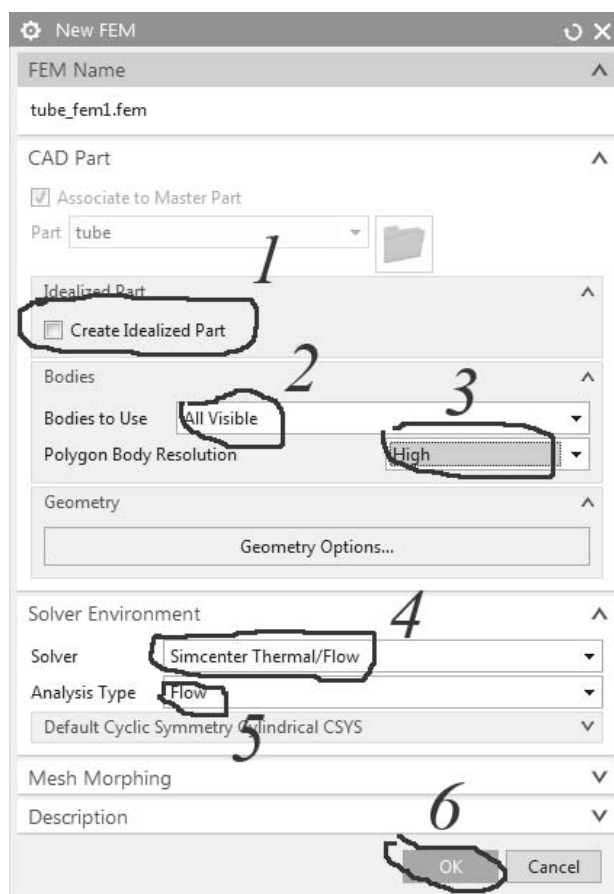 New FEM
FEM Name
tube_fem1.fem
CAD Part
Associate to Master Part
Part tube
1
Idealized Part
Create Idealized Part
Bodies
2
3
Bodies to Use All Visible
Polygon Body Resolution High
Geometry
Geometry Options...
4
Solver Environment
Solver Simcenter Thermal/Flow
Analysis Type Flow
Default Cyclic Symmetry Cylindrical CSYS
5
Mesh Morphing
Description
6
OK Cancel